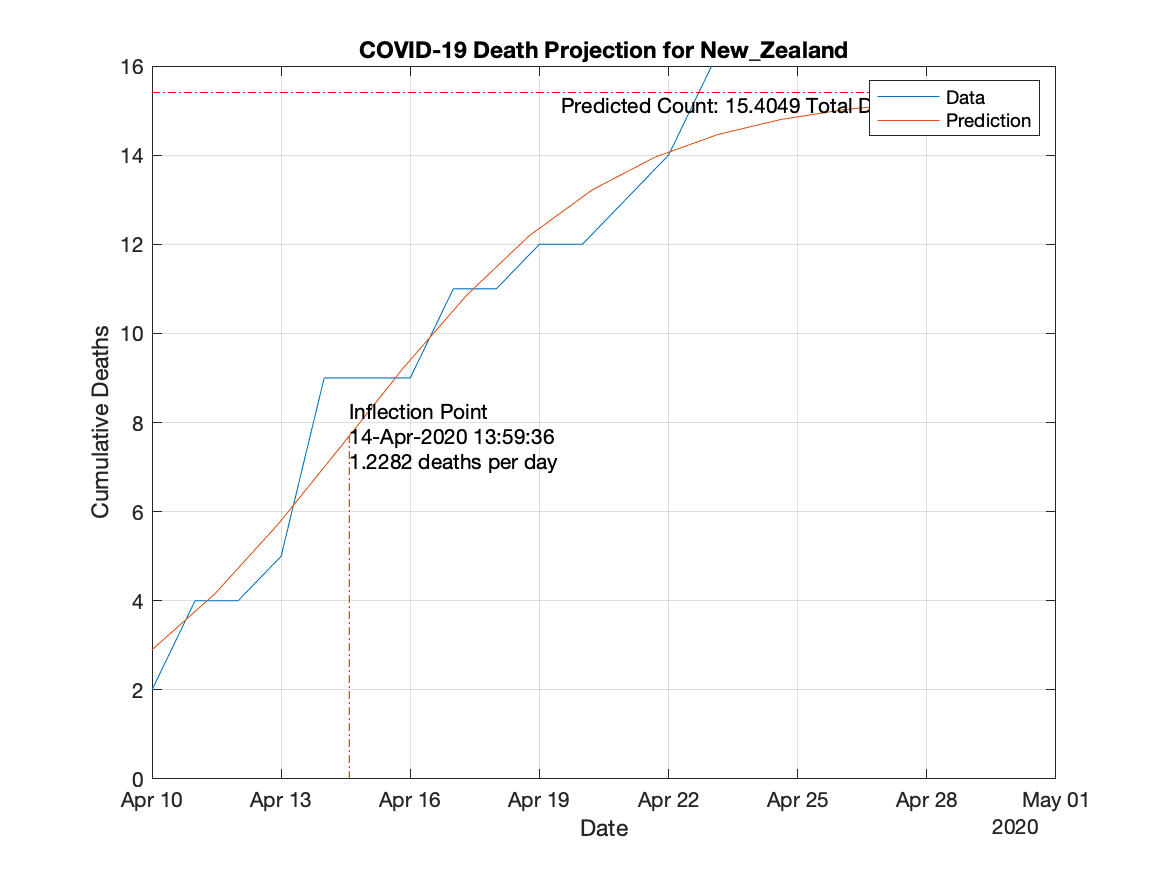 COVID-19 Death Projection for New_Zealand
16
14
12
10
8
6
4
2
0
Cumulative Deaths
Predicted Count: 15.4049 Total D
Data
Prediction
Inflection Point
14-Apr-2020 13:59:36
1.2282 deaths per day
Apr 10 Apr 13 Apr 16 Apr 19 Apr 22 Apr 25 Apr 28 May 01
Date
2020